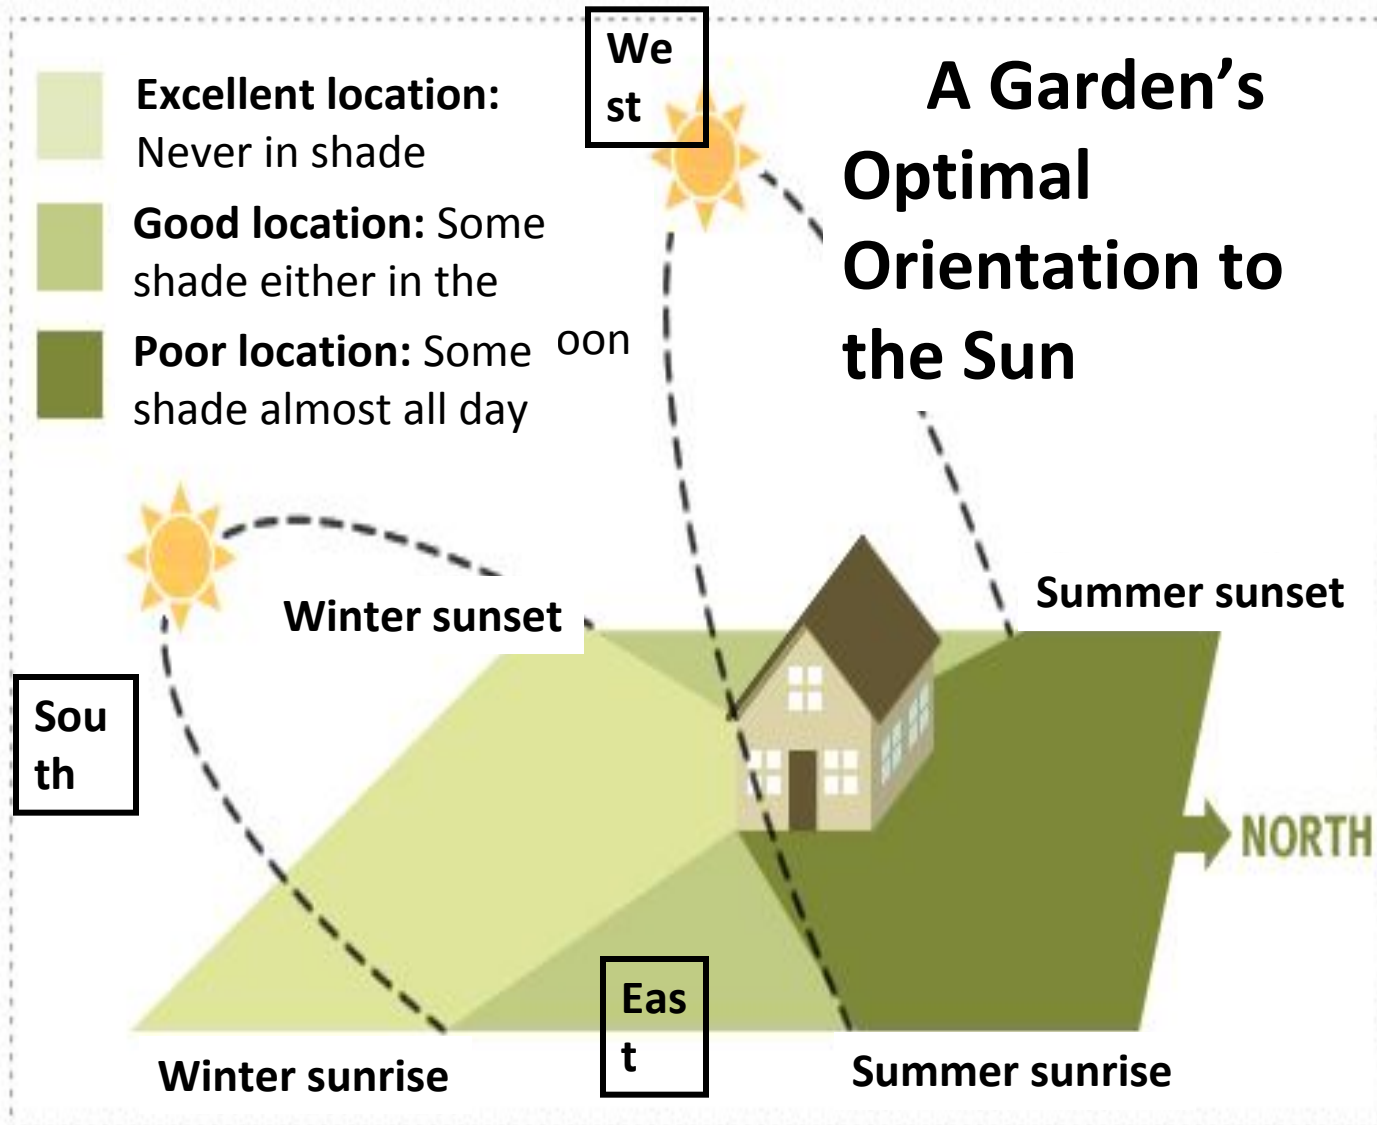 We
st
A Garden’s
Optimal
Orientation to
the Sun
Excellent location:
Never in shade
Good location: Some
shade either in the
oon
Poor location: Some
shade almost all day
Winter sunset
Summer sunset
Sou
th
NORTH
Eas
t
Winter sunrise
Summer sunrise